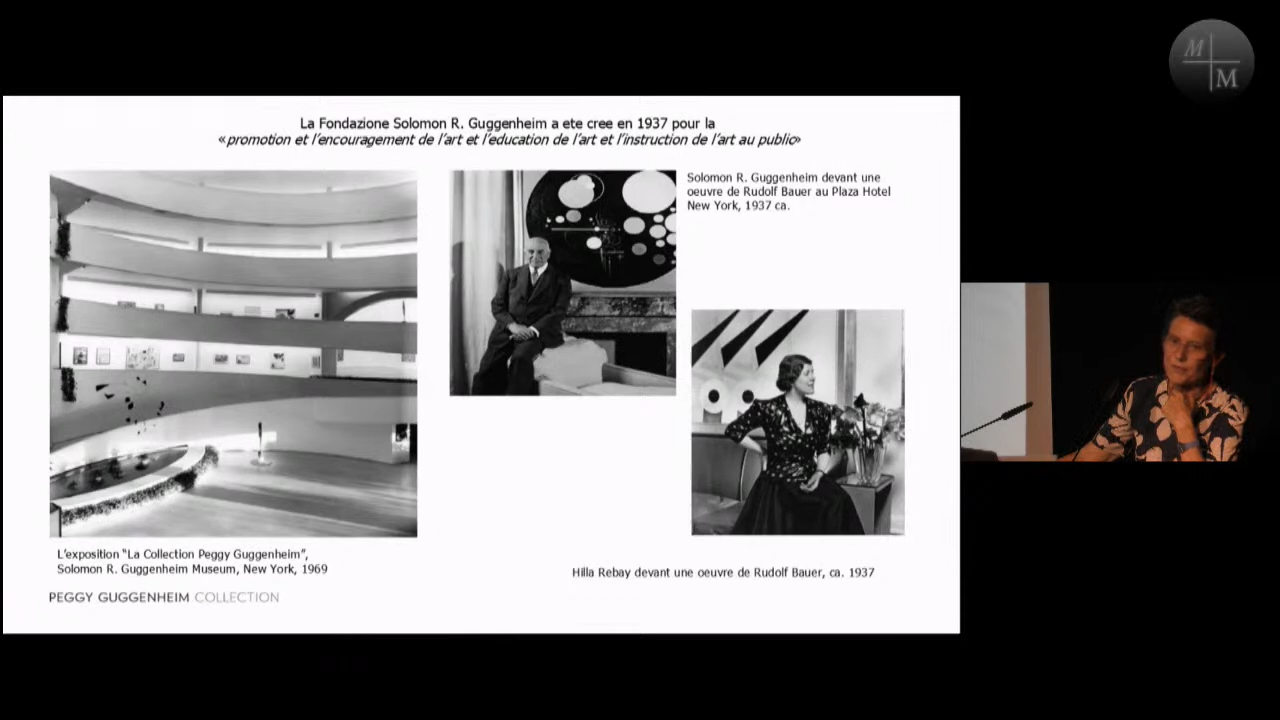 M
M
La Fondazione Solomon R. Guggenheim a ete cree en 1937 pour la
«promotion et l'encouragement de l'art et l'education de l'art et l'instruction de l'art au public»
Solomon R. Guggenheim devant une
oeuvre de Rudolf Bauer au Plaza Hotel
New York, 1937 ca.
L'exposition "La Collection Peggy Guggenheim",
Solomon R. Guggenheim Museum, New York, 1969
Hilla Rebay devant une oeuvre de Rudolf Bauer, ca. 1937
PEGGY GUGGENHEIM COLLECTION